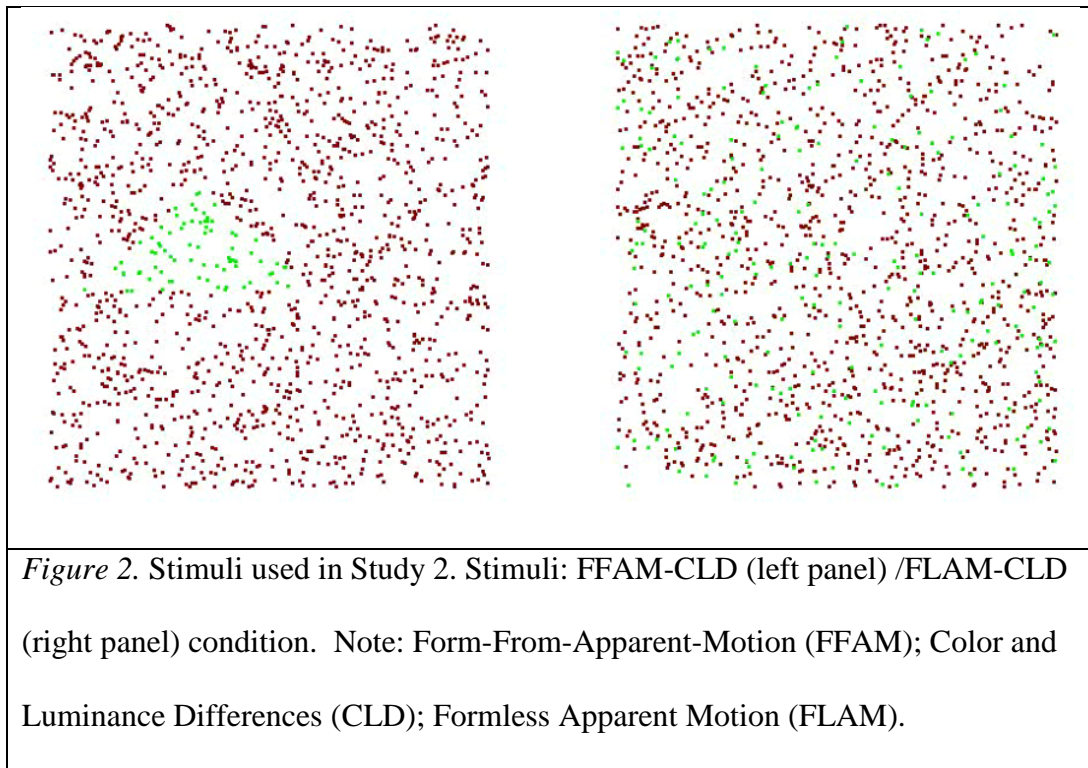 Figure 2. Stimuli used in Study 2. Stimuli: FFAM-CLD (left panel) /FLAM-CLD
(right panel) condition.  Note: Form-From-Apparent-Motion (FFAM); Color and
Luminance Differences (CLD); Formless Apparent Motion (FLAM).